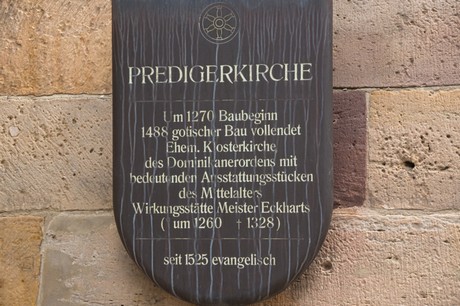 PREDIGERKIRCHE
Um 1270 Baubeginn
1488 gotischer Bau vollendet
Ehem. Klosterkirche
des Dominikanerordens mit
bedeutenden Ausstattungsstücken
des Mittelalters
Wirkungsstätte Meister Eckharts
( um 1260 + 1328 )
seit 1525 evangelisch